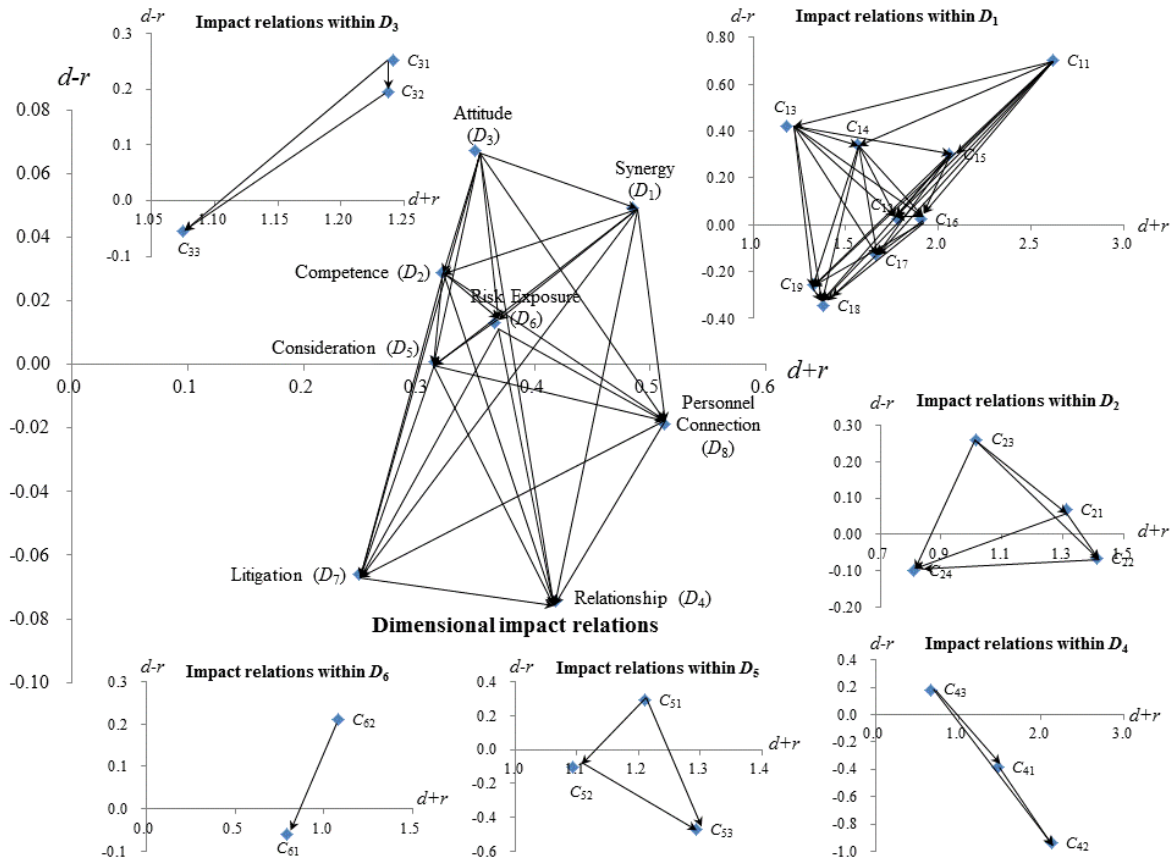 Impact relations within D3
d-r
0.3
0.2
0.1
0.0
-0.1
1.05
1.10
1.15
1.20
1.25
d+r
C31
C32
C33
Impact relations within D1
d-r
0.80
0.60
0.40
0.20
0.00
-0.20
-0.40
1.0
1.5
2.0
2.5
3.0
d+r
C11
C13
C14
C15
C12
C16
C17
C19
C18
d-r
0.08
0.06
0.04
0.02
0.00
-0.02
-0.04
-0.06
-0.08
-0.10
0.0
0.1
0.2
0.3
0.4
0.5
0.6
d+r
Attitude
(D3)
Synergy
(D1)
Competence (D2)
Risk Exposure
(D6)
Consideration (D5)
Personnel
Connection
(D8)
Litigation (D7)
Relationship (D4)
Dimensional impact relations
Impact relations within D2
d-r
0.30
0.20
0.10
0.00
-0.10
-0.20
0.7
0.9
1.1
1.3
1.5
d+r
C23
C21
C22
C24
Impact relations within D6
d-r
0.3
0.2
0.1
0.0
-0.1
0.0
0.5
1.0
1.5
d+r
C62
C61
Impact relations within D5
d-r
0.4
0.2
0.0
-0.2
-0.4
-0.6
1.0
1.1
1.2
1.3
1.4
d+r
C51
C52
C53
Impact relations within D4
d-r
0.4
0.2
0.0
-0.2
-0.4
-0.6
-0.8
-1.0
0.0
1.0
2.0
3.0
d+r
C43
C41
C42